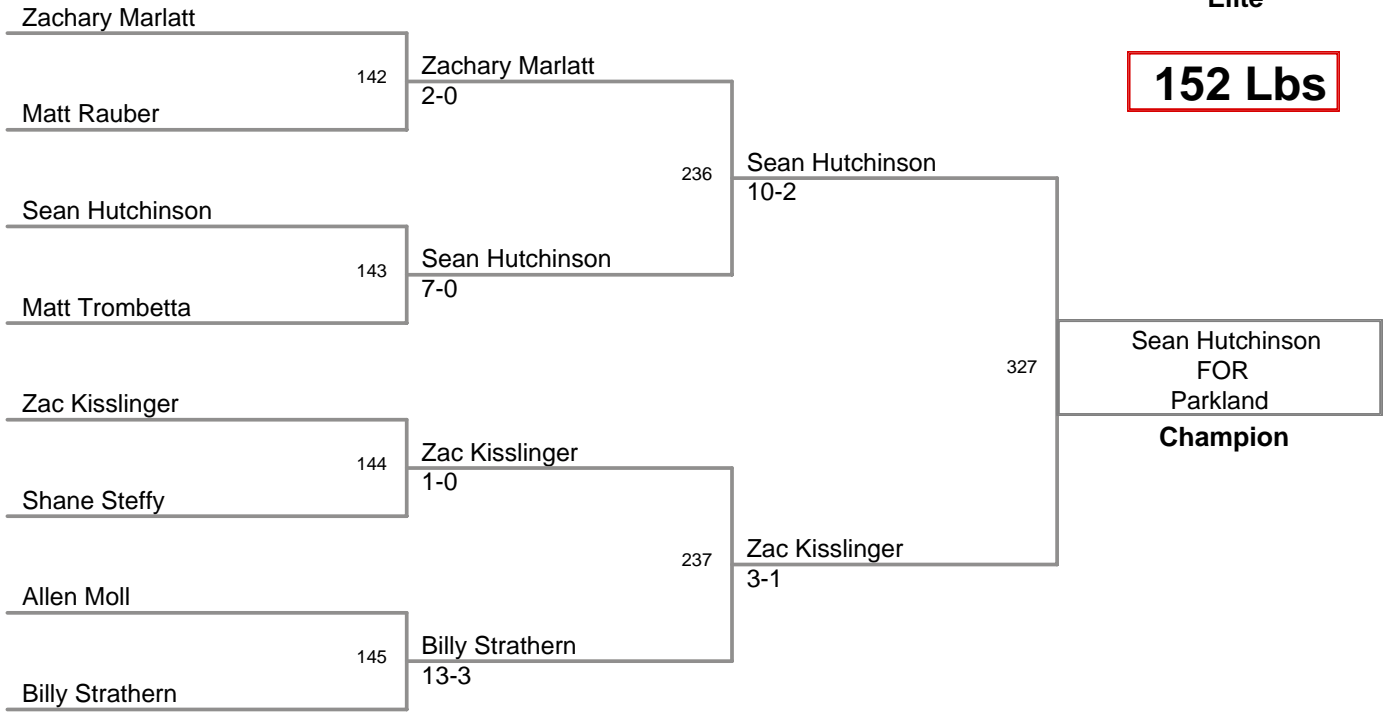 Elite
152 Lbs
Zachary Marlatt
142
Matt Rauber
Zachary Marlatt
2-0
Sean Hutchinson
143
Matt Trombetta
Sean Hutchinson
7-0
236
Sean Hutchinson
10-2
Zac Kisslinger
144
Shane Steffy
Zac Kisslinger
1-0
Allen Moll
145
Billy Strathern
Billy Strathern
13-3
237
Zac Kisslinger
3-1
327
Sean Hutchinson
FOR
Parkland
Champion